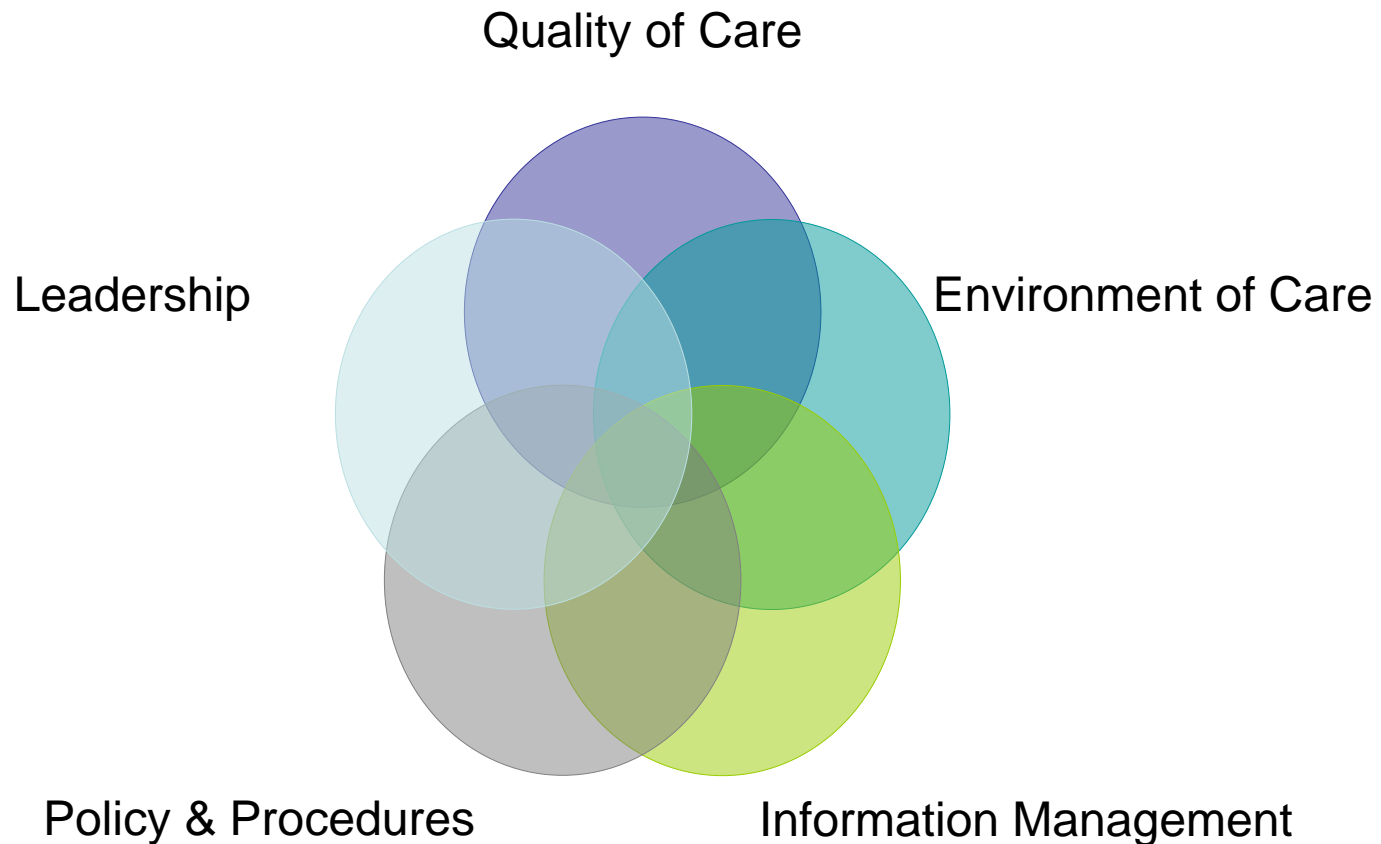 Quality of Care
Leadership
Environment of Care
Policy & Procedures
Information Management